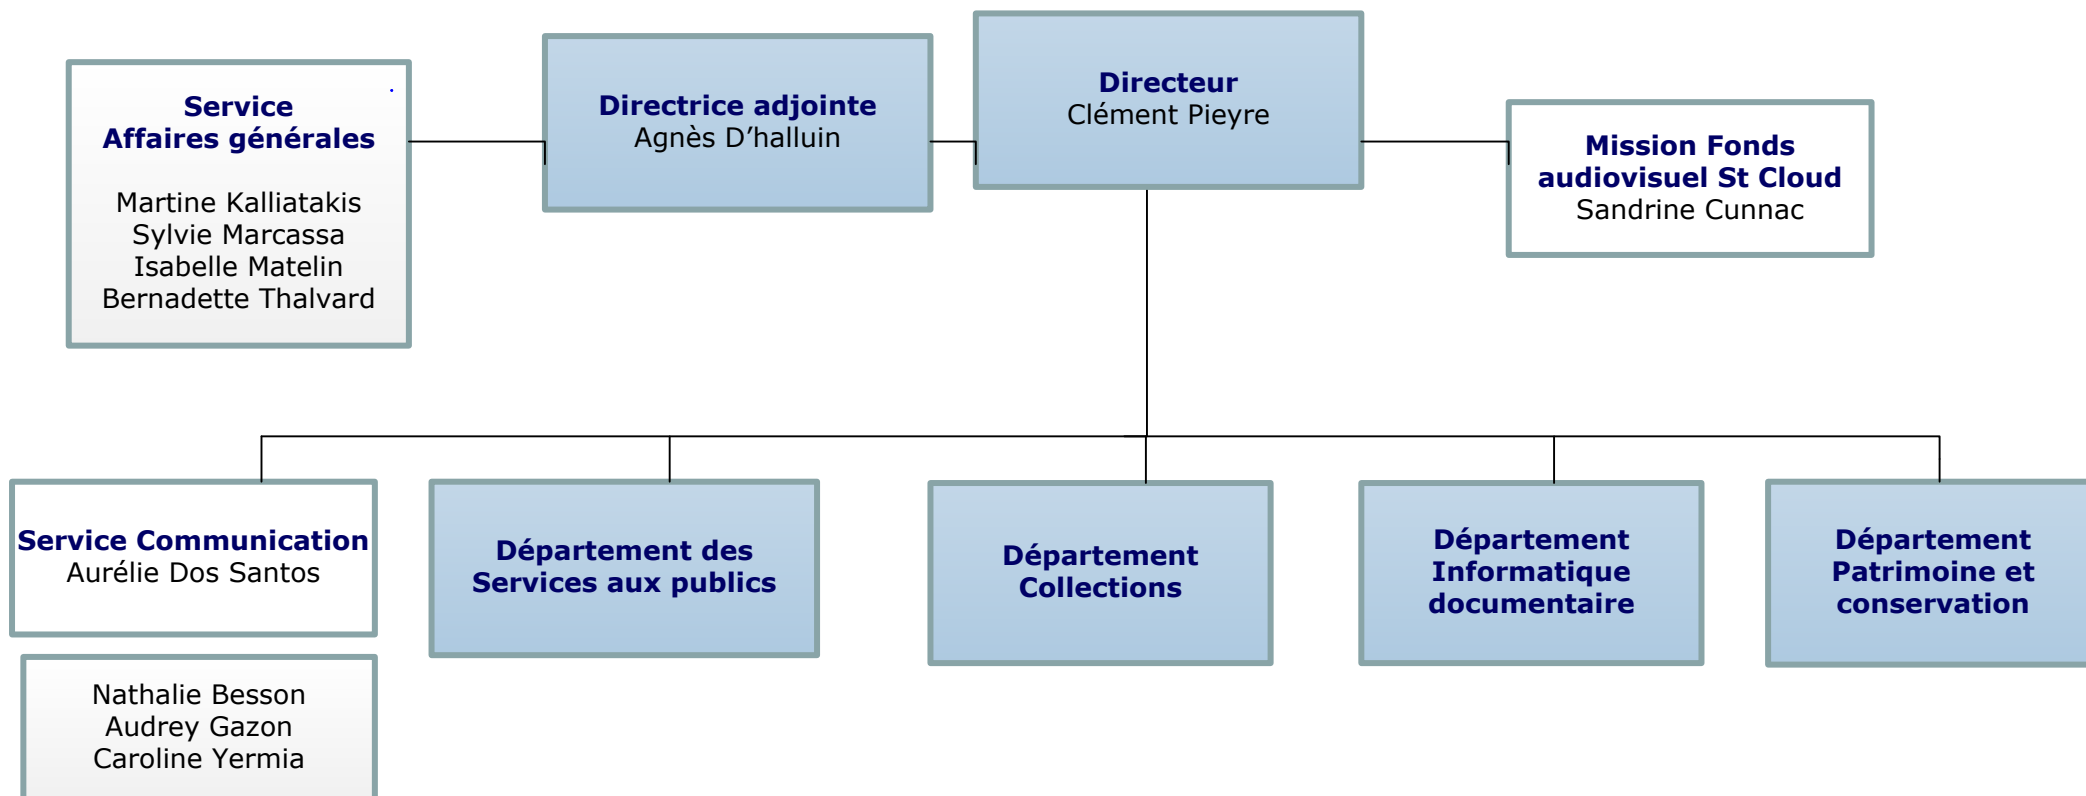 Service
Affaires générales
Martine Kalliatakis
Sylvie Marcassa
Isabelle Matelin
Bernadette Thalvard
Directrice adjointe
Agnès D’halluin
Directeur
Clément Pieyre
Mission Fonds
audiovisuel St Cloud
Sandrine Cunnac
Service Communication
Aurélie Dos Santos
Nathalie Besson
Audrey Gazon
Caroline Yermia
Département des
Services aux publics
Département
Collections
Département
Informatique
documentaire
Département
Patrimoine et
conservation